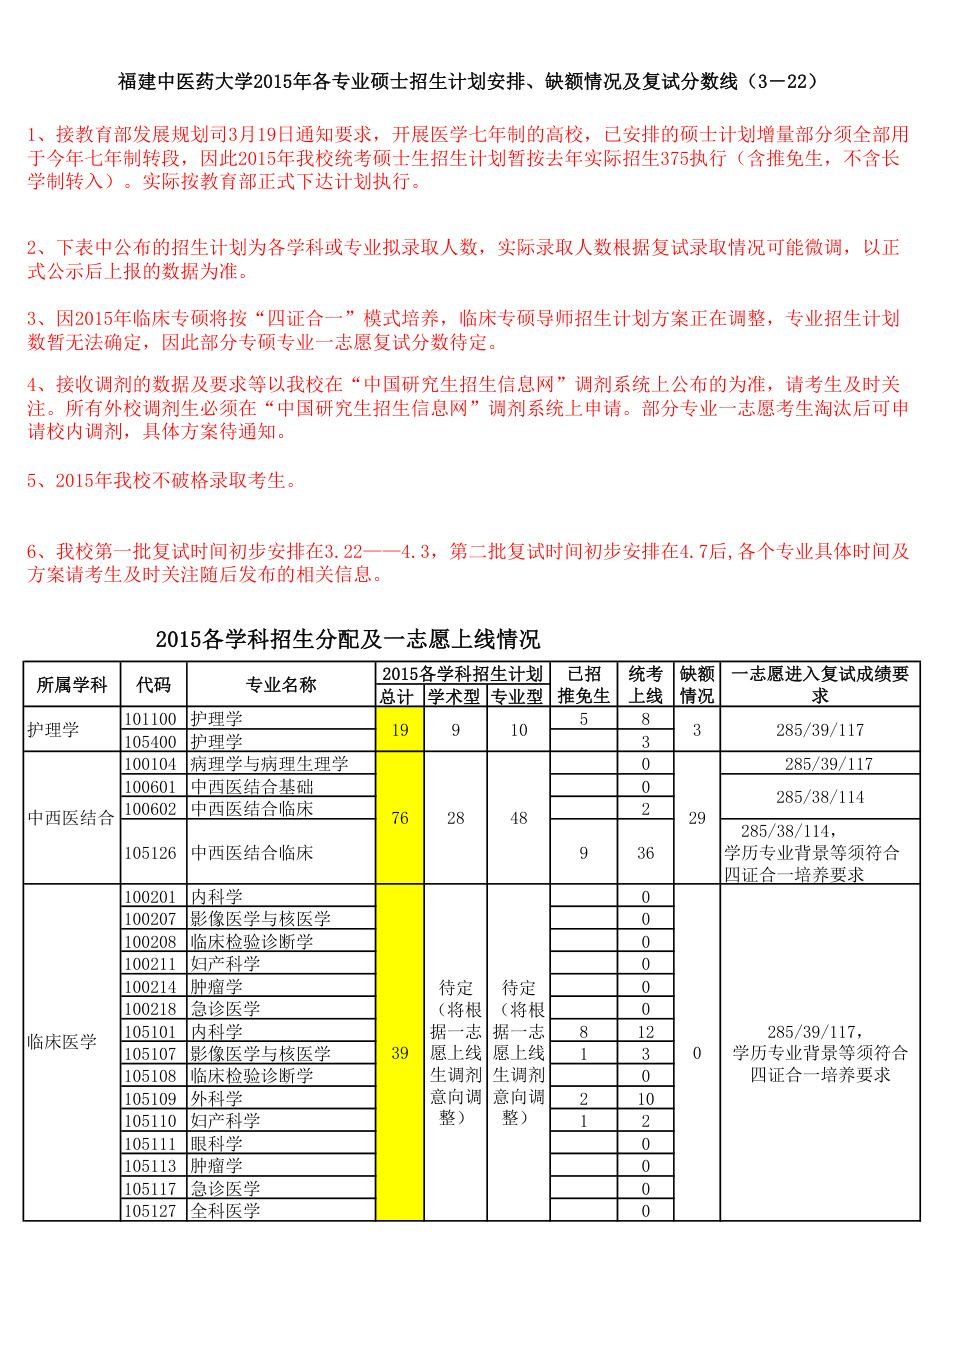 福建中医药大学2015年各专业硕士招生计划安排、缺额情况及复试分数线（3－22）
1、接教育部发展规划司3月19日通知要求，开展医学七年制的高校，已安排的硕士计划增量部分须全部用
于今年七年制转段，因此2015年我校统考硕士生招生计划暂按去年实际招生375执行（含推免生，不含长
学制转入）。实际按教育部正式下达计划执行。
2、下表中公布的招生计划为各学科或专业拟录取人数，实际录取人数根据复试录取情况可能微调，以正
式公示后上报的数据为准。
3、因2015年临床专硕将按“四证合一”模式培养，临床专硕导师招生计划方案正在调整，专业招生计划
数暂无法确定，因此部分专硕专业一志愿复试分数待定。
4、接收调剂的数据及要求等以我校在“中国研究生招生信息网”调剂系统上公布的为准，请考生及时关
注。所有外校调剂生必须在“中国研究生招生信息网”调剂系统上申请。部分专业一志愿考生淘汰后可申
请校内调剂，具体方案待通知。
5、2015年我校不破格录取考生。
6、我校第一批复试时间初步安排在3.22——4.3，第二批复试时间初步安排在4.7后,各个专业具体时间及
方案请考生及时关注随后发布的相关信息。
2015各学科招生分配及一志愿上线情况
所属学科 代码 专业名称 2015各学科招生计划 已招 统考 缺额 一志愿进入复试成绩要
总计 学术型 专业型 推免生 上线 情况 求
护理学 101100 护理学 19 9 10 5 8 3 285/39/117
105400 护理学 3
中西医结合 100104 病理学与病理生理学 76 28 48 0 29 285/39/117
100601 中西医结合基础 0 285/38/114
100602 中西医结合临床 2
105126 中西医结合临床 9 36 285/38/114，
学历专业背景等须符合
四证合一培养要求
临床医学 100201 内科学 39 0 0
100207 影像医学与核医学 0
100208 临床检验诊断学 0
100211 妇产科学 0
100214 肿瘤学 待定 待定 0
100218 急诊医学 （将根 （将根 0
105101 内科学 据一志 据一志 8 12 285/39/117，
105107 影像医学与核医学 愿上线 愿上线 1 3 学历专业背景等须符合
105108 临床检验诊断学 生调剂 生调剂 0 四证合一培养要求
105109 外科学 意向调 意向调 2 10
105110 妇产科学 整） 整） 1 2
105111 眼科学 0
105113 肿瘤学 0
105117 急诊医学 0
105127 全科医学 0